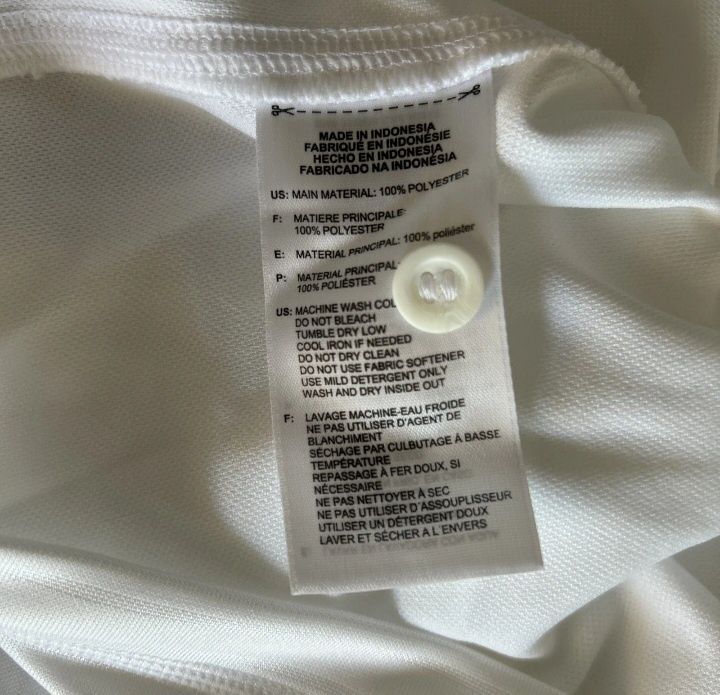 MADE IN INDONESIA
FABRIQUÉ EN INDONÉSIE
HECHO EN INDONESIA
FABRICADO NA INDONÉSIA
US: MAIN MATERIAL: 100% POLYESTER
F: MATIERE PRINCIPALE:
100% POLYESTER
E: MATERIAL PRINCIPAL: 100% poliéster
P: MATERIAL PRINCIPAL:
100% POLIÉSTER
US: MACHINE WASH
DO NOT BLEACH
TUMBLE DRY LOW
COOL IRON IF NEEDED
DO NOT DRY CLEAN
DO NOT USE FABRIC SOFTENER
USE MILD DETERGENT ONLY
WASH AND DRY INSIDE OUT
F: LAVAGE MACHINE-EAU FROIDE
NE PAS UTILISER D'AGENT DE
BLANCHIMENT
SÉCHAGE PAR CULBUTAGE À BASSE
TEMPÉRATURE
REPASSAGE À FER DOUX, SI
NÉCESSAIRE
NE PAS NETTOYER À SEC
NE PAS UTILISER D'ASSOUPLISSEUR
UTILISER UN DÉTERGENT DOUX
LAVER ET SÉCHER A L'ENVERS